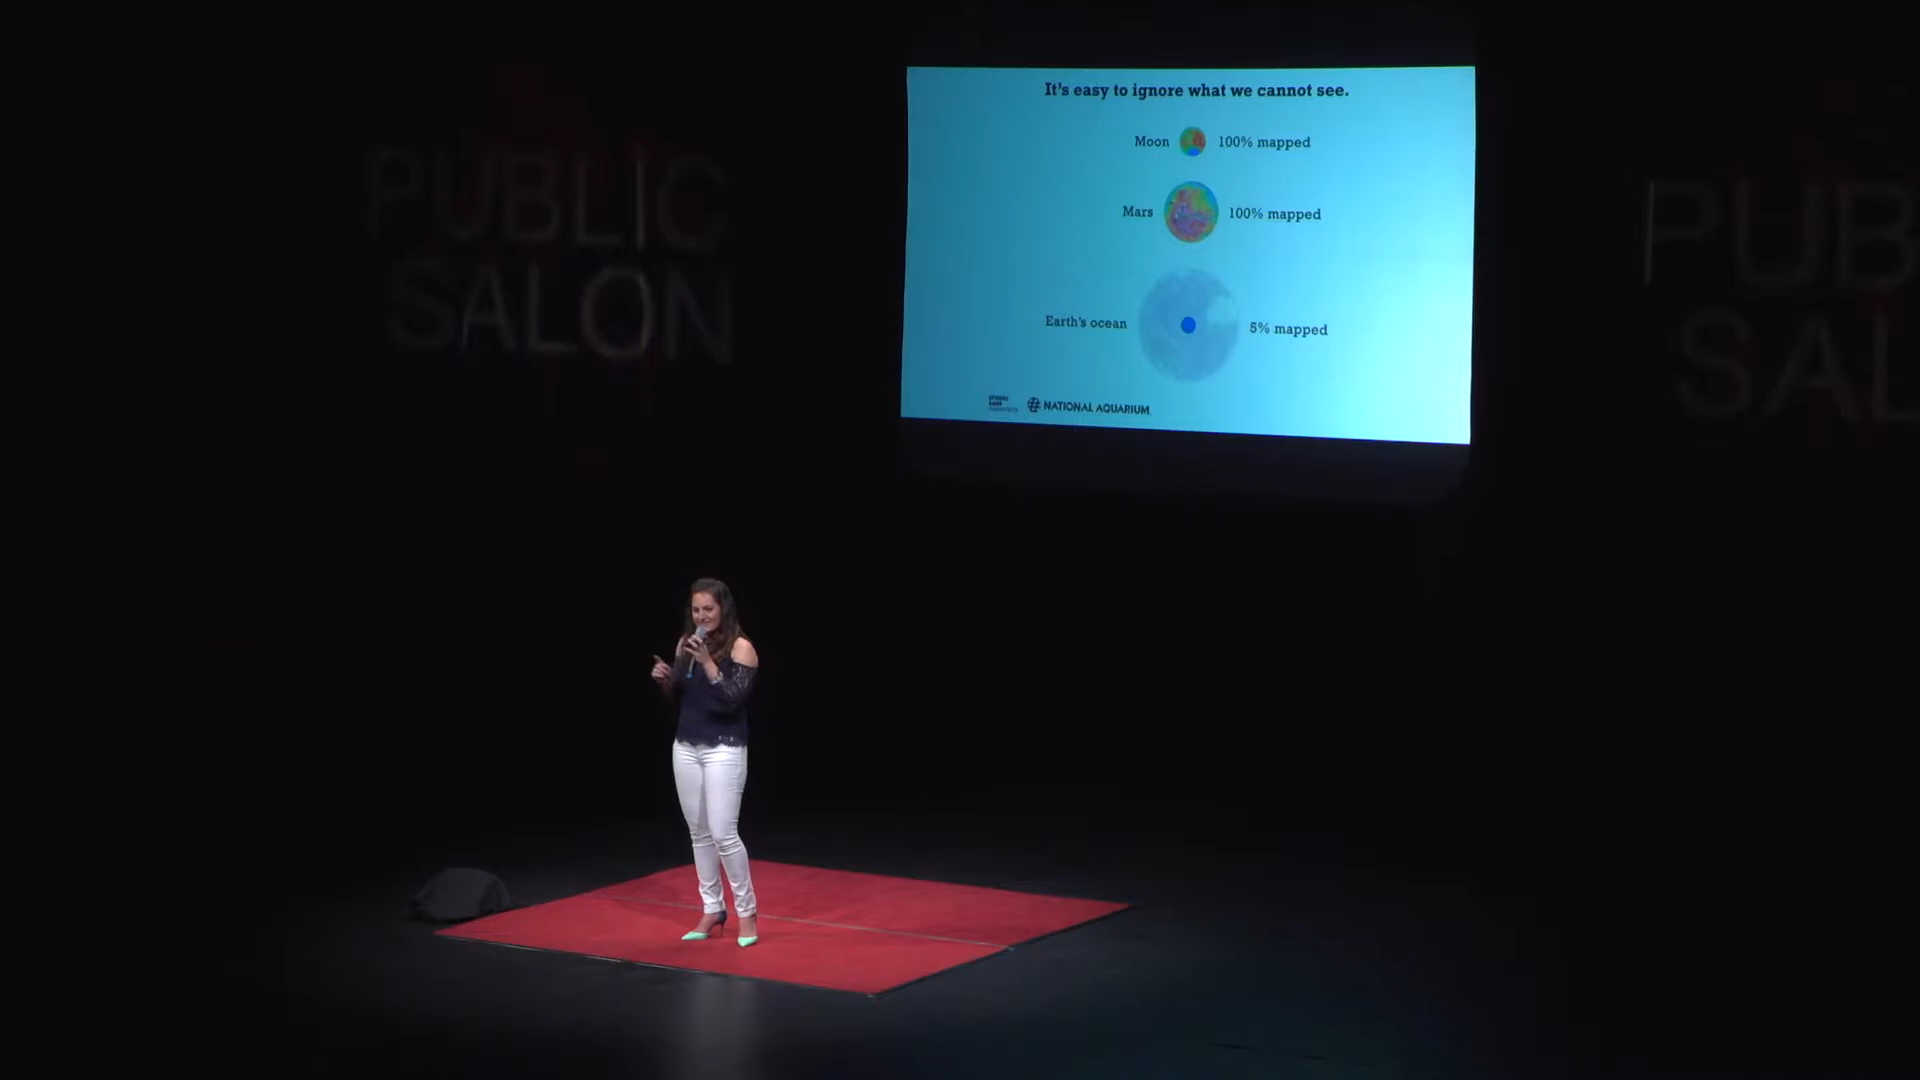 PUBLIC
SALON
It's easy to ignore what we cannot see.
Moon 100% mapped
Mars 100% mapped
Earth's ocean 5% mapped
NATIONAL AQUARIUM
PUB
SAL